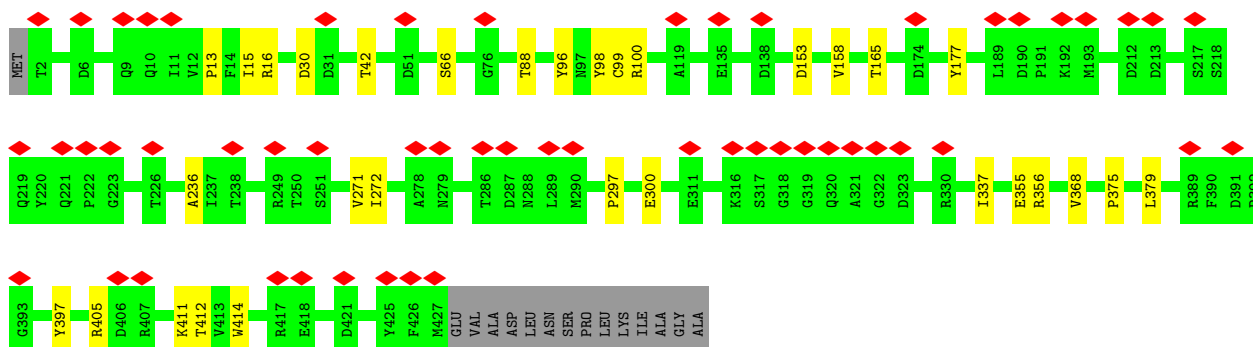 MET T2 D6 Q9 Q10 I11 V12 P13 F14 I15 R16 D30 D31 T42 D61 S66 G76 T88 Y96 N97 Y98 C99 R100 A119 E135 D138 D153 V158 T165 D174 Y177 L189 D190 P191 K192 M193 D212 D213 S217 S218
Q219 Y220 Q221 P222 G223 T226 A236 I237 T238 R249 T250 S251 V271 I272 A278 N279 T286 D287 N288 L289 M290 P297 E300 E311 K316 S317 G318 G319 Q320 A321 G322 D323 R330 I337 E355 R356 V368 P375 L379 R389 F390 D391
G393 Y397 R405 D406 R407 K411 T412 V413 W414 R417 E418 D421 Y425 F426 M427 GLU VAL ALA ASP LEU ASN SER PRO LEU LYS ILE ALA GLY ALA